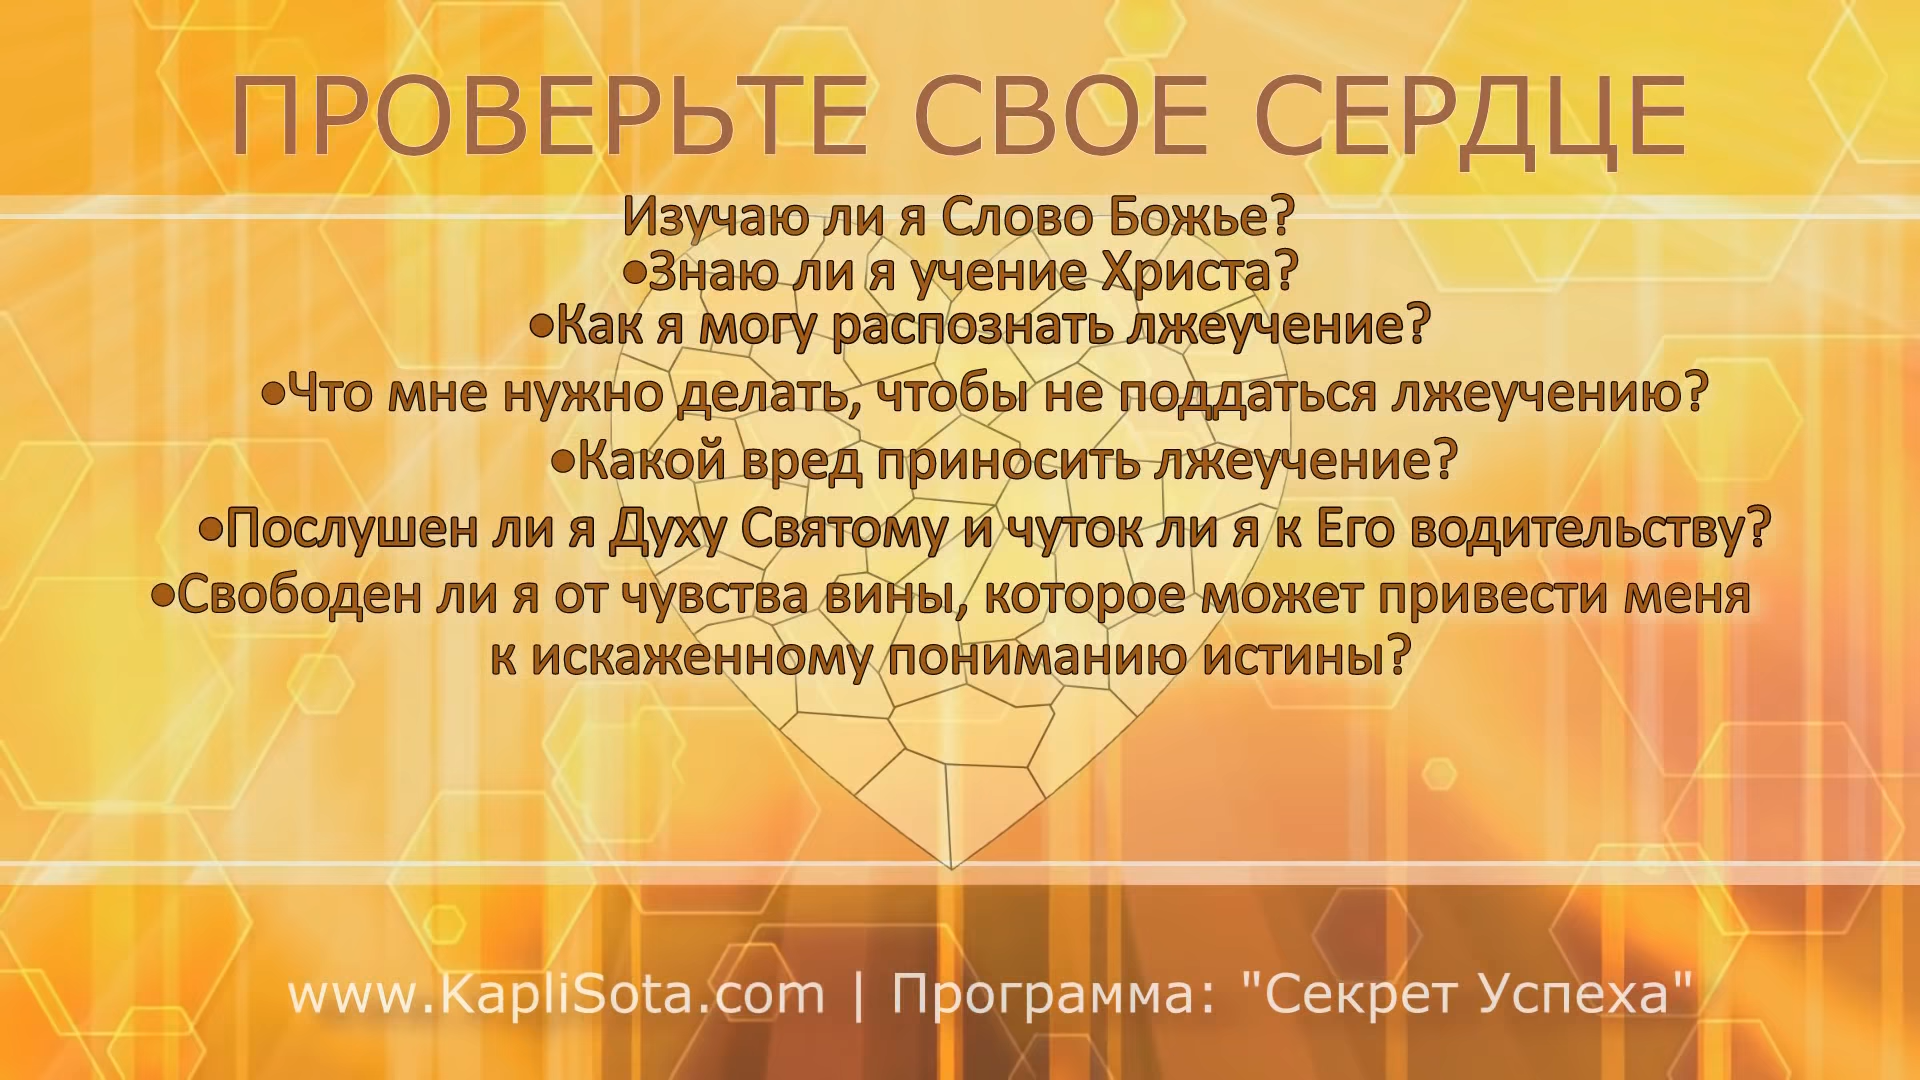 ПРОВЕРЬТЕ СВОЕ СЕРДЦЕ
Изучаю ли я Слово Божье?
•Знаю ли я учение Христа?
•Как я могу распознать лжеучение?
•Что мне нужно делать, чтобы не поддаться лжеучению?
•Какой вред приносить лжеучение?
•Послушен ли я Духу Святому и чуток ли я к Его водительству?
•Свободен ли я от чувства вины, которое может привести меня
к искаженному пониманию истины?
www.KapliSota.com | Программа: "Секрет Успеха"